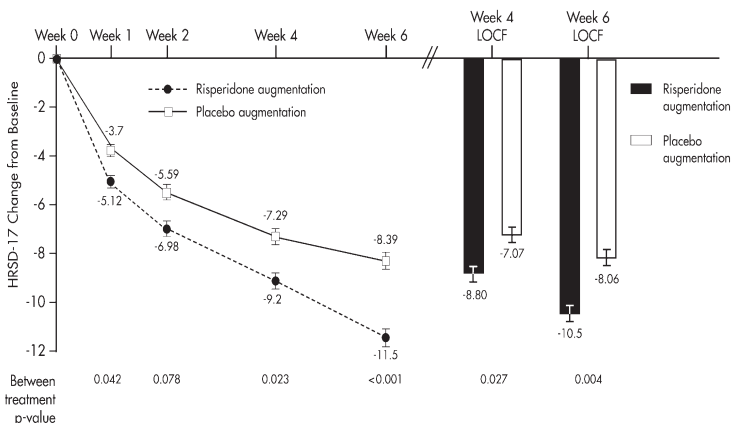 Week 4
LOCF
Week 6
LOCF
Week 0 Week 1 Week 2 Week 4 Week 6
0
-2
-4
-6
-8
-10
-12
HRSD-17 Change from Baseline
Risperidone augmentation
Placebo augmentation
-3.7
-5.59
-7.29
-8.39
-5.12
-6.98
-9.2
-11.5
-8.80
-7.07
-10.5
-8.06
Risperidone
augmentation
Placebo
augmentation
Between
treatment
p-value
0.042 0.078 0.023 <0.001 0.027 0.004